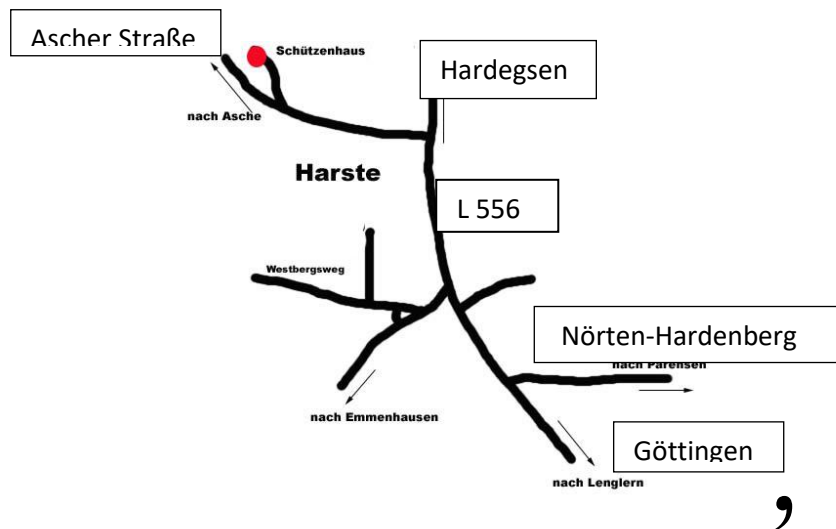 Ascher Straße
Schützenhaus
Hardegsen
nach Asche
Harste
L 556
Westbergsweg
Nörten-Hardenberg
nach Parensen
nach Emmenhausen
Göttingen
nach Lenglern
,